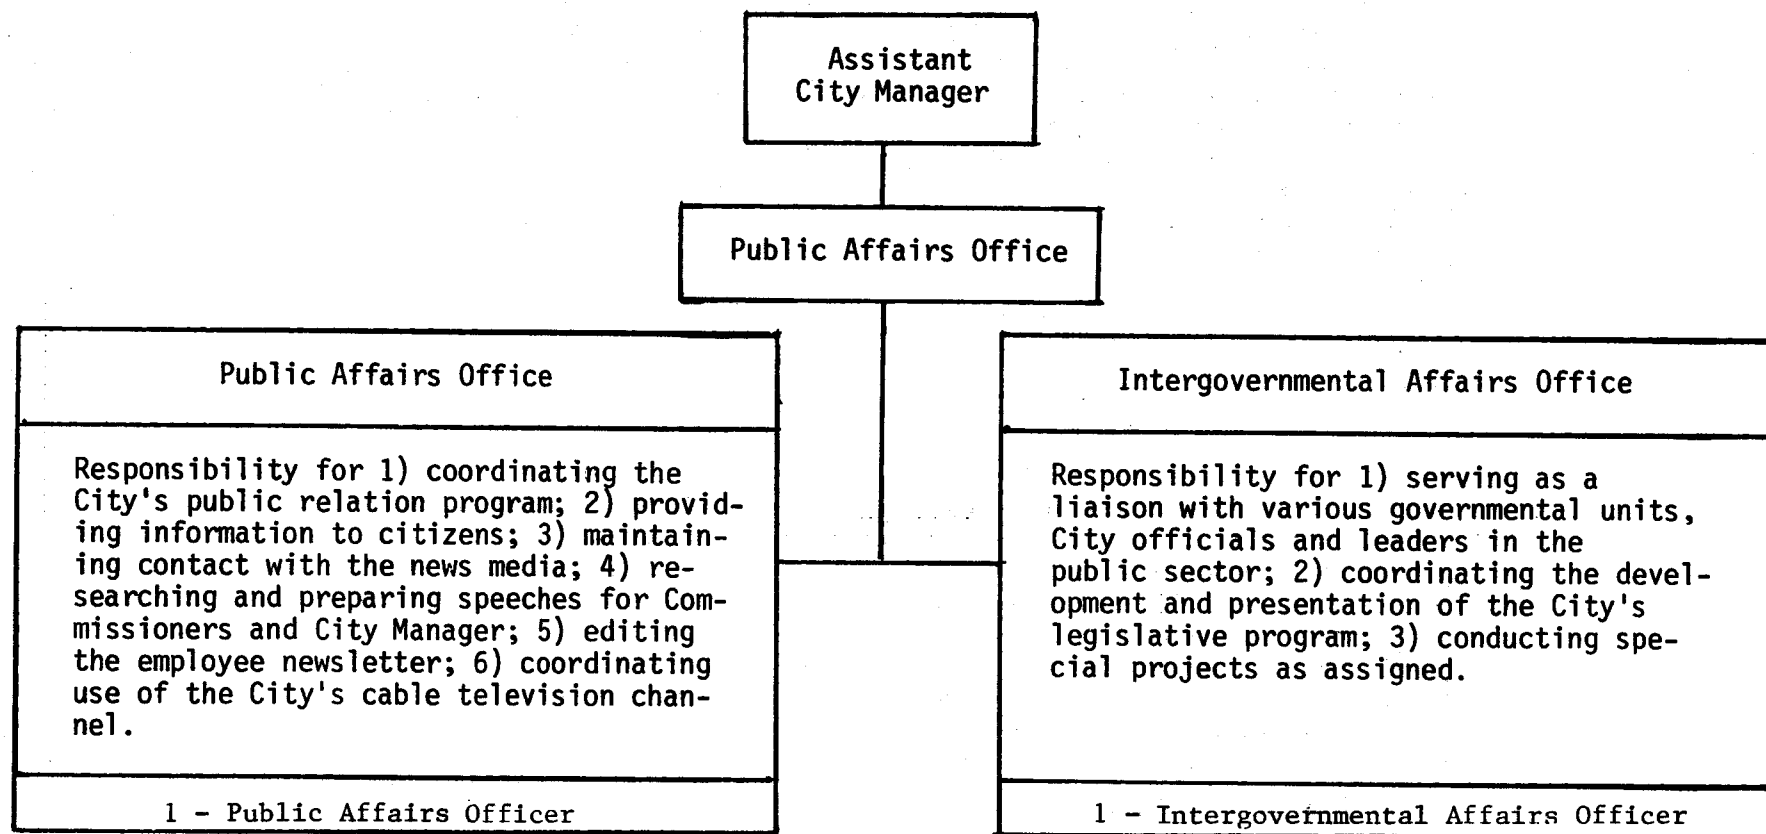 Assistant
City Manager
Public Affairs Office
Public Affairs Office
Responsibility for 1) coordinating the
City's public relation program; 2) provid-
ing information to citizens; 3) maintain-
ing contact with the news media; 4) re-
searching and preparing speeches for Com-
missioners and City Manager; 5) editing
the employee newsletter; 6) coordinating
use of the City's cable television chan-
nel.
1 - Public Affairs Officer
Intergovernmental Affairs Office
Responsibility for 1) serving as a
liaison with various governmental units,
City officials and leaders in the
public sector; 2) coordinating the devel-
opment and presentation of the City's
legislative program; 3) conducting spe-
cial projects as assigned.
1 - Intergovernmental Affairs Officer